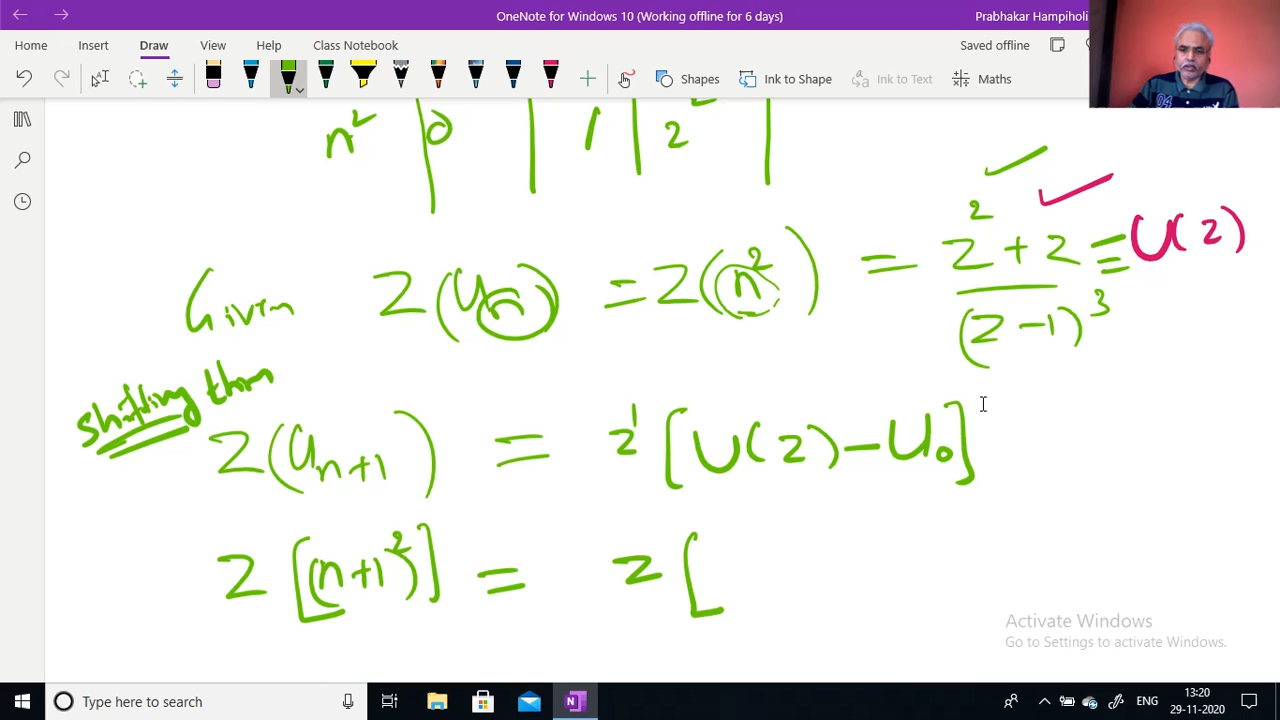 OneNote for Windows 10 (Working offline for 6 days)
Prabhakar Hampiholi
Home Insert Draw View Help Class Notebook
Saved offline
Shapes Ink to Shape Ink to Text Maths
n² | 0 | 1 | 2² |
Given Z(Un) = Z(n²) = z² + z / (z - 1)³ = U(z)
Shifting thm
Z(Un+1) = z¹ [U(z) - U₀]
Z[(n+1²)] = z [
Activate Windows
Go to Settings to activate Windows.
Type here to search
ENG
13:20
29-11-2020